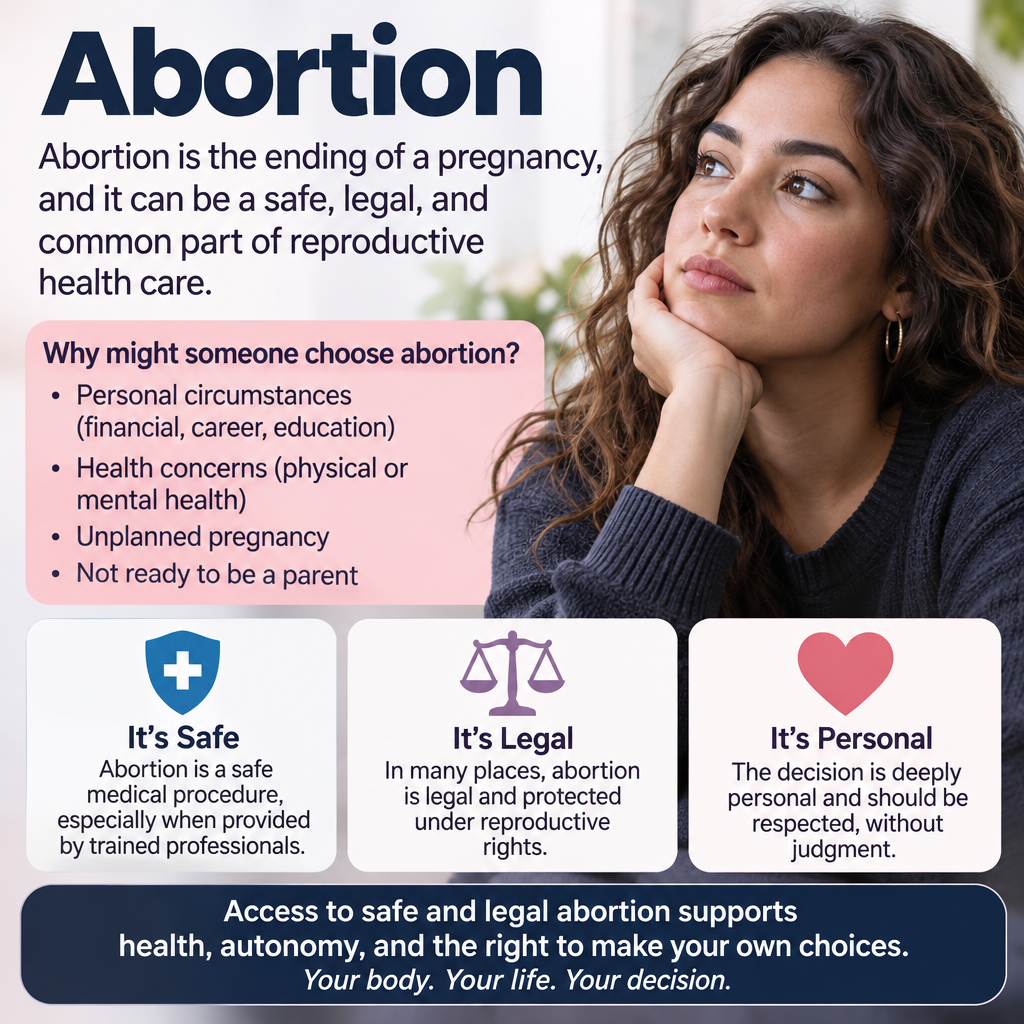 Abortion
Abortion is the ending of a pregnancy,
and it can be a safe, legal, and
common part of reproductive
health care.
Why might someone choose abortion?
• Personal circumstances
(financial, career, education)
• Health concerns (physical or
mental health)
• Unplanned pregnancy
• Not ready to be a parent
It's Safe
Abortion is a safe
medical procedure,
especially when provided
by trained professionals.
It's Legal
In many places, abortion
is legal and protected
under reproductive
rights.
It's Personal
The decision is deeply
personal and should be
respected, without
judgment.
Access to safe and legal abortion supports
health, autonomy, and the right to make your own choices.
Your body. Your life. Your decision.